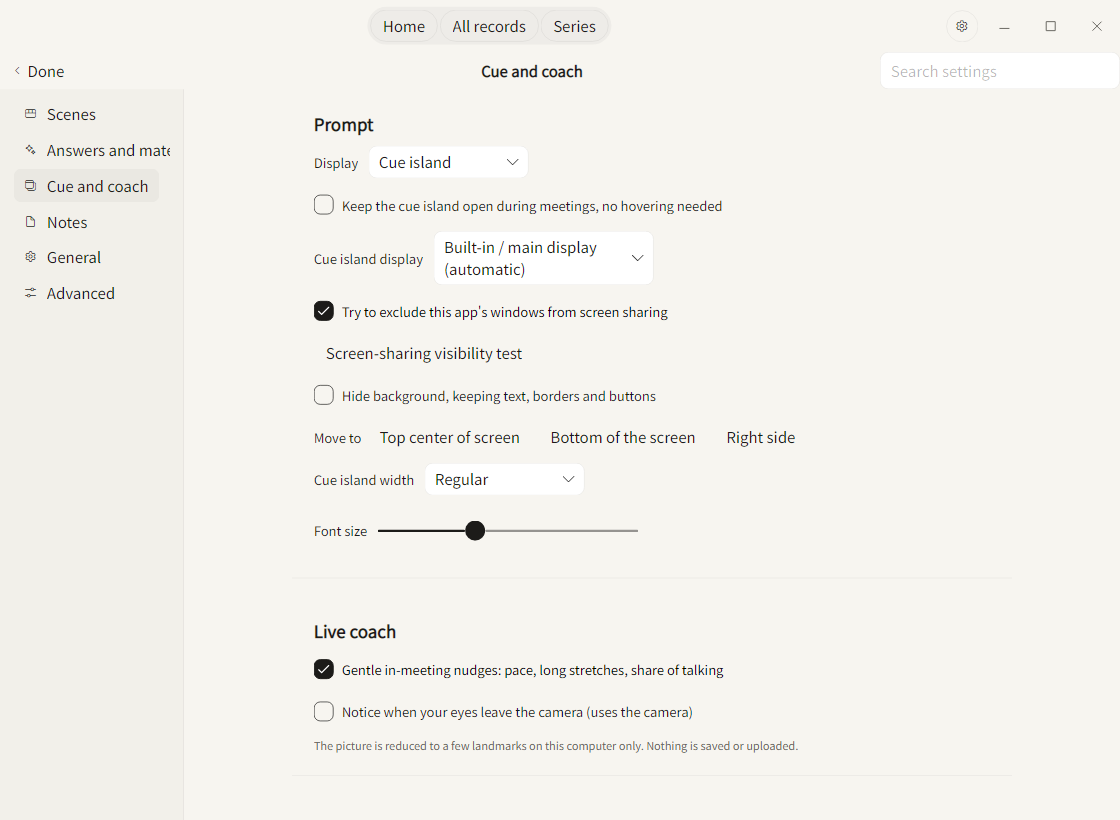 Home All records Series
Done
Cue and coach
Search settings
Scenes
Answers and mate
Cue and coach
Notes
General
Advanced
Prompt
Display Cue island
Keep the cue island open during meetings, no hovering needed
Cue island display Built-in / main display
(automatic)
Try to exclude this app's windows from screen sharing
Screen-sharing visibility test
Hide background, keeping text, borders and buttons
Move to Top center of screen Bottom of the screen Right side
Cue island width Regular
Font size
Live coach
Gentle in-meeting nudges: pace, long stretches, share of talking
Notice when your eyes leave the camera (uses the camera)
The picture is reduced to a few landmarks on this computer only. Nothing is saved or uploaded.